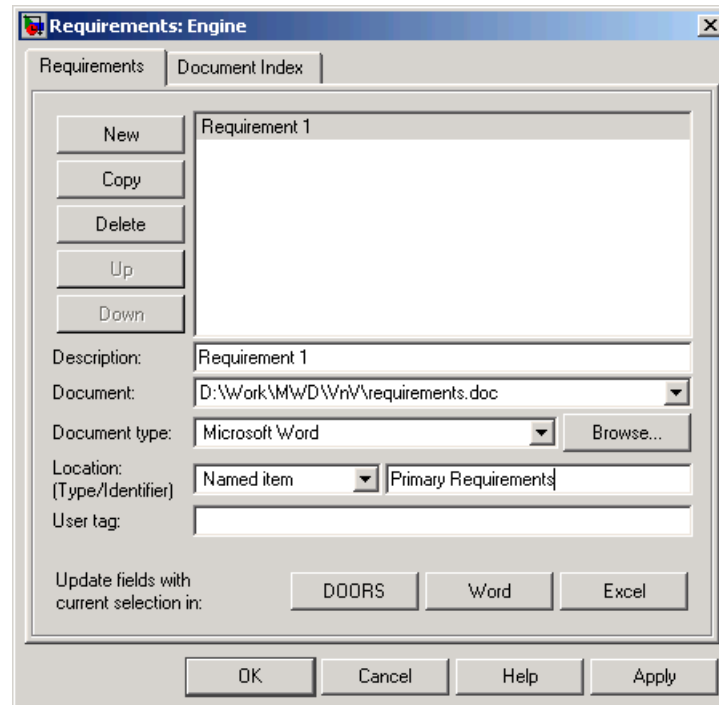 Requirements: Engine
Requirements Document Index
New
Requirement 1
Copy
Delete
Up
Down
Description: Requirement 1
Document: D:\Work\MWD\VnV\requirements.doc
Document type: Microsoft Word Browse...
Location: (Type/Identifier) Named item Primary Requirements
User tag:
Update fields with
current selection in: DOORS Word Excel
OK Cancel Help Apply